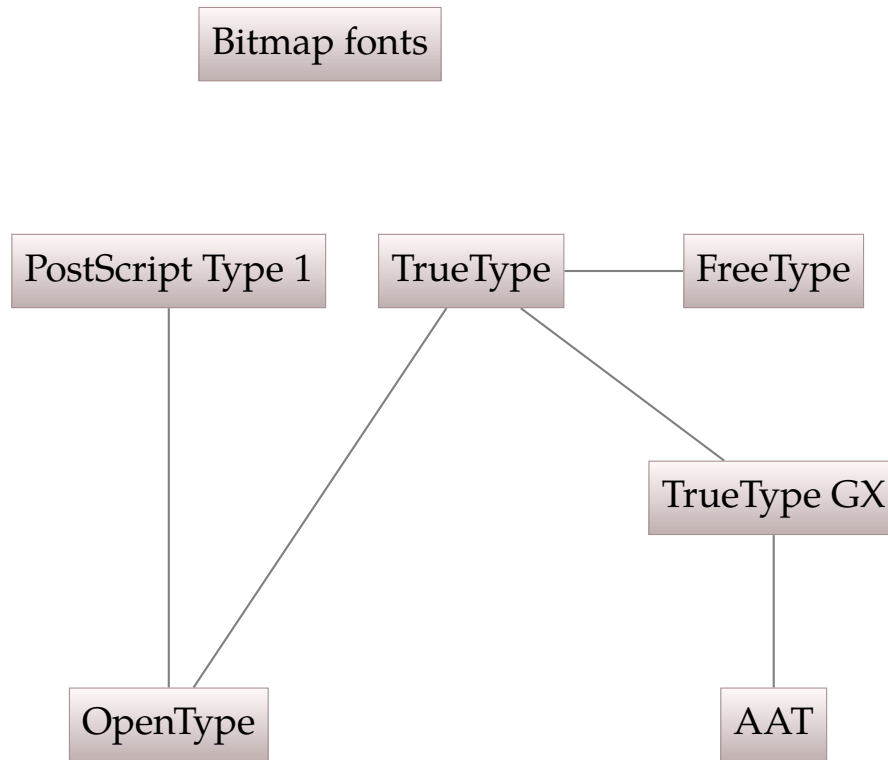 Bitmap fonts
PostScript Type 1
TrueType
FreeType
TrueType GX
OpenType
AAT